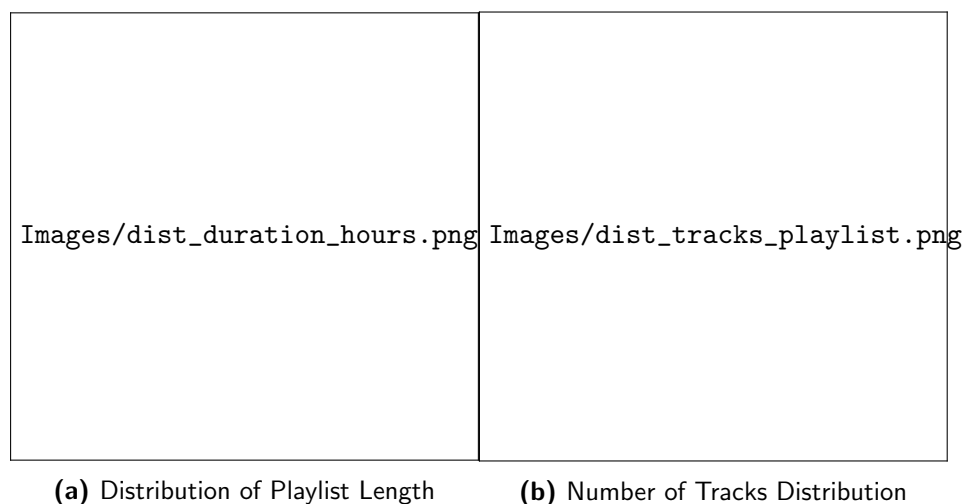 Images/dist_duration_hours.png
Images/dist_tracks_playlist.png
(a) Distribution of Playlist Length
(b) Number of Tracks Distribution